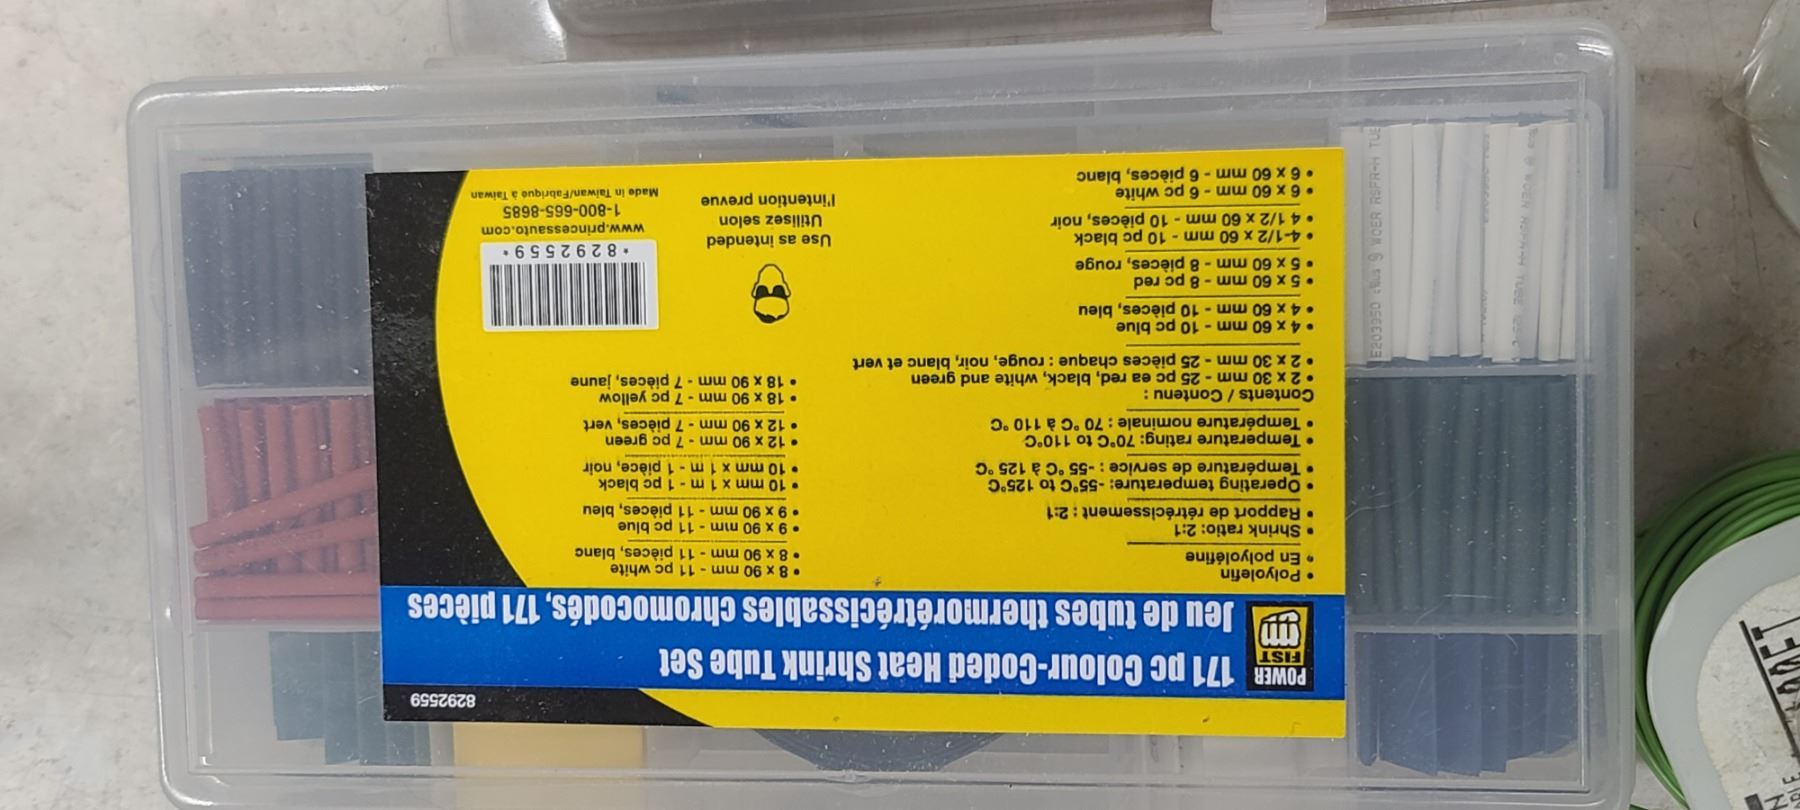 8292559
POWER
FIST
171 pc Colour-Coded Heat Shrink Tube Set
Jeu de tubes thermorétrécissables chromocodés, 171 pièces
• Polyolefin
• En polyoléfine
• Shrink ratio: 2:1
• Rapport de rétrécissement : 2:1
• Operating temperature: -55°C to 125°C
• Température de service : -55 °C à 125 °C
• Temperature rating: 70°C to 110°C
• Température nominale : 70 °C à 110 °C
Contents / Contenu :
• 2 x 30 mm - 25 pc ea red, black, white and green
• 2 x 30 mm - 25 pièces chaque : rouge, noir, blanc et vert
• 4 x 60 mm - 10 pc blue
• 4 x 60 mm - 10 pièces, bleu
• 5 x 60 mm - 8 pc red
• 5 x 60 mm - 8 pièces, rouge
• 4-1/2 x 60 mm - 10 pc black
• 4 1/2 x 60 mm - 10 pièces, noir
• 6 x 60 mm - 6 pc white
• 6 x 60 mm - 6 pièces, blanc
• 8 x 90 mm - 11 pc white
• 8 x 90 mm - 11 pièces, blanc
• 9 x 90 mm - 11 pc blue
• 9 x 90 mm - 11 pièces, bleu
• 10 mm x 1 m - 1 pc black
• 10 mm x 1 m - 1 pièce, noir
• 12 x 90 mm - 7 pc green
• 12 x 90 mm - 7 pièces, vert
• 18 x 90 mm - 7 pc yellow
• 18 x 90 mm - 7 pièces, jaune
Use as intended
Utilisez selon
l'intention prevue
*8292559*
www.princessauto.com
1-800-665-8685
Made in Taiwan/Fabriqué à Taiwan
E203950
WOER RSFR-H TUBE